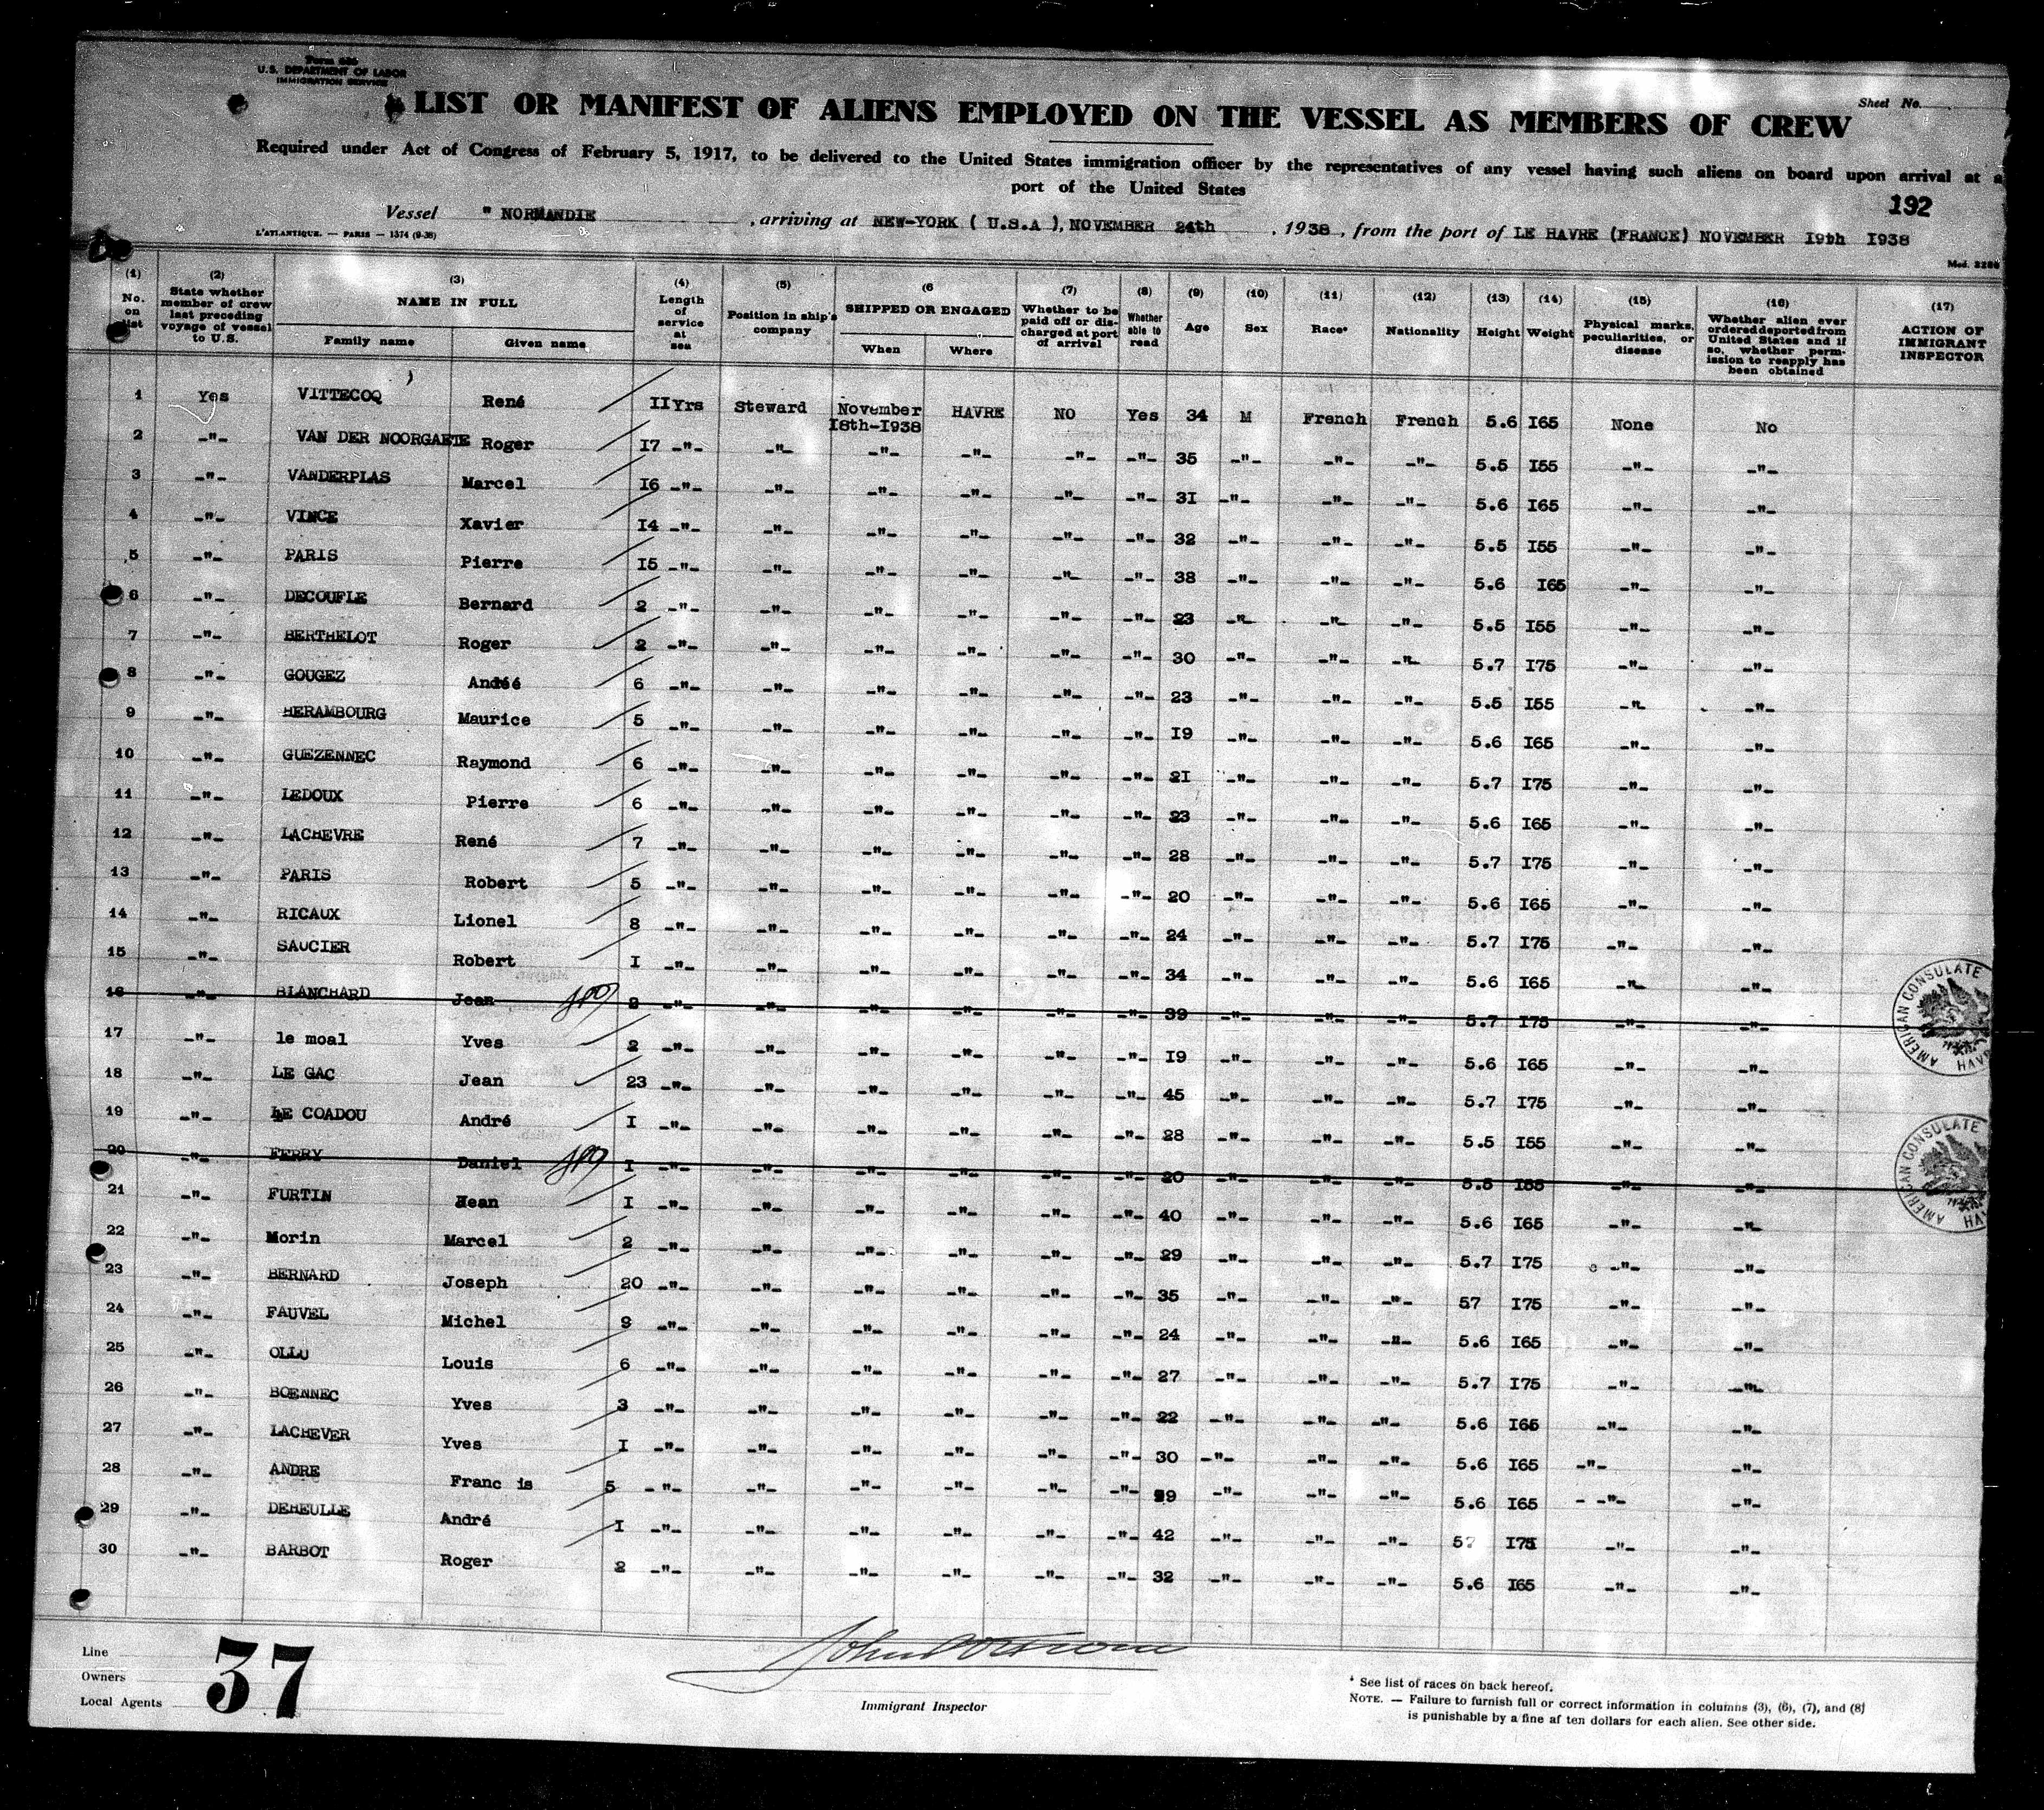 Form 686
U.S. DEPARTMENT OF LABOR
IMMIGRATION SERVICE
Sheet No.
LIST OR MANIFEST OF ALIENS EMPLOYED ON THE VESSEL AS MEMBERS OF CREW
Required under Act of Congress of February 5, 1917, to be delivered to the United States immigration officer by the representatives of any vessel having such aliens on board upon arrival at a
port of the United States
192
Vessel " NORMANDIE , arriving at NEW-YORK ( U.S.A ), NOVEMBER 24th , 1938 , from the port of LE HAVRE (FRANCE) NOVEMBER I9th I938
L'ATLANTIQUE. — PARIS — 1374 (9-38)
Mod. 2286
(1) No. on list
(2) State whether member of crew last preceding voyage of vessel to U.S.
(3) NAME IN FULL Family name Given name
(4) Length of service at sea
(5) Position in ship's company
(6 SHIPPED OR ENGAGED When Where
(7) Whether to be paid off or discharged at port of arrival
(8) Whether able to read
(9) Age
(10) Sex
(11) Race*
(12) Nationality
(13) Height
(14) Weight
(15) Physical marks, peculiarities, or disease
(16) Whether alien ever ordered deported from United States and if so, whether permission to reapply has been obtained
(17) ACTION OF IMMIGRANT INSPECTOR
1 Yes VITTECOQ René II Yrs Steward November I8th-I938 HAVRE NO Yes 34 M French French 5.6 I65 None No
2 -"- VAN DER NOORGAETE Roger I7 -"- -"- -"- -"- -"- -"- 35 -"- -"- -"- 5.5 I55 -"- -"-
3 -"- VANDERPLAS Marcel I6 -"- -"- -"- -"- -"- -"- 3I -"- -"- -"- 5.6 I65 -"- -"-
4 -"- VINCE Xavier I4 -"- -"- -"- -"- -"- -"- 32 -"- -"- -"- 5.5 I55 -"- -"-
5 -"- PARIS Pierre I5 -"- -"- -"- -"- -"- -"- 38 -"- -"- -"- 5.6 I65 -"- -"-
6 -"- DECOUFLE Bernard 2 -"- -"- -"- -"- -"- -"- 23 -"- -"- -"- 5.5 I55 -"- -"-
7 -"- BERTHELOT Roger 2 -"- -"- -"- -"- -"- -"- 30 -"- -"- -"- 5.7 I75 -"- -"-
8 -"- GOUGEZ Andéé 6 -"- -"- -"- -"- -"- -"- 23 -"- -"- -"- 5.5 I55 -"- -"-
9 -"- HERAMBOURG Maurice 5 -"- -"- -"- -"- -"- -"- I9 -"- -"- -"- 5.6 I65 -"- -"-
10 -"- GUEZENNEC Raymond 6 -"- -"- -"- -"- -"- -"- 2I -"- -"- -"- 5.7 I75 -"- -"-
11 -"- LEDOUX Pierre 6 -"- -"- -"- -"- -"- -"- 23 -"- -"- -"- 5.6 I65 -"- -"-
12 -"- LACHEVRE René 7 -"- -"- -"- -"- -"- -"- 28 -"- -"- -"- 5.7 I75 -"- -"-
13 -"- PARIS Robert 5 -"- -"- -"- -"- -"- -"- 20 -"- -"- -"- 5.6 I65 -"- -"-
14 -"- RICAUX Lionel 8 -"- -"- -"- -"- -"- -"- 24 -"- -"- -"- 5.7 I75 -"- -"-
15 -"- SAUCIER Robert I -"- -"- -"- -"- -"- -"- 34 -"- -"- -"- 5.6 I65 -"- -"-
16 -"- BLANCHARD Jean 2 -"- -"- -"- -"- -"- -"- 39 -"- -"- -"- 5.7 I75 -"- -"-
17 -"- le moal Yves 2 -"- -"- -"- -"- -"- -"- I9 -"- -"- -"- 5.6 I65 -"- -"-
18 -"- LE GAC Jean 23 -"- -"- -"- -"- -"- -"- 45 -"- -"- -"- 5.7 I75 -"- -"-
19 -"- LE COADOU André I -"- -"- -"- -"- -"- -"- 28 -"- -"- -"- 5.5 I55 -"- -"-
20 -"- FERRY Daniel I -"- -"- -"- -"- -"- -"- 20 -"- -"- -"- 5.5 I55 -"- -"-
21 -"- FURTIN Jean I -"- -"- -"- -"- -"- -"- 40 -"- -"- -"- 5.6 I65 -"- -"-
22 -"- Morin Marcel 2 -"- -"- -"- -"- -"- -"- 29 -"- -"- -"- 5.7 I75 -"- -"-
23 -"- BERNARD Joseph 20 -"- -"- -"- -"- -"- -"- 35 -"- -"- -"- 57 I75 -"- -"-
24 -"- FAUVEL Michel 9 -"- -"- -"- -"- -"- -"- 24 -"- -"- -"- 5.6 I65 -"- -"-
25 -"- OLLU Louis 6 -"- -"- -"- -"- -"- -"- 27 -"- -"- -"- 5.7 I75 -"- -"-
26 -"- BOENNEC Yves 3 -"- -"- -"- -"- -"- -"- 22 -"- -"- -"- 5.6 I65 -"- -"-
27 -"- LACHEVER Yves I -"- -"- -"- -"- -"- -"- 30 -"- -"- -"- 5.6 I65 -"- -"-
28 -"- ANDRE Franc is 5 -"- -"- -"- -"- -"- -"- -"- -"- -"- 5.6 I65 -"- -"-
29 -"- DEHEULLE André I -"- -"- -"- -"- -"- -"- 42 -"- -"- -"- 57 I75 -"- -"-
30 -"- BARBOT Roger 2 -"- -"- -"- -"- -"- -"- 32 -"- -"- -"- 5.6 I65 -"- -"-
AMERICAN CONSULATE
AMERICAN CONSULATE
Line
Owners
Local Agents
37
Immigrant Inspector
* See list of races on back hereof.
NOTE. — Failure to furnish full or correct information in columns (3), (6), (7), and (8)
is punishable by a fine af ten dollars for each alien. See other side.